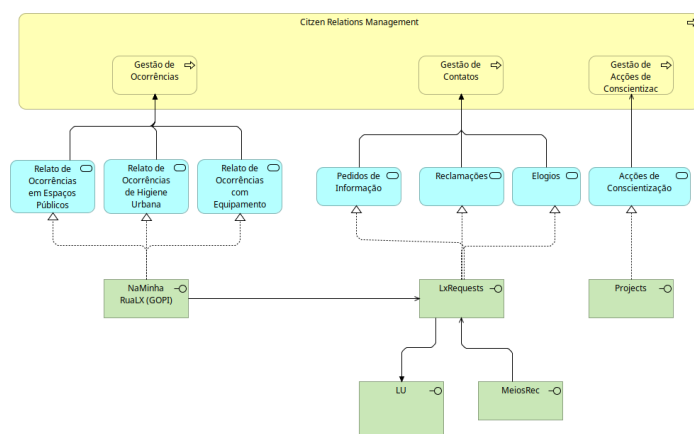 Citzen Relations Management
Gestão de
Ocorrências
Gestão de
Contatos
Gestão de
Acções de
Conscientizac
Relato de
Ocorrências
em Espaços
Públicos
Relato de
Ocorrências
de Higiene
Urbana
Relato de
Ocorrências
com
Equipamento
Pedidos de
Informação
Reclamações
Elogios
Acções de
Conscientização
NaMinha
RuaLX (GOPI)
LxRequests
Projects
LU
MeiosRec